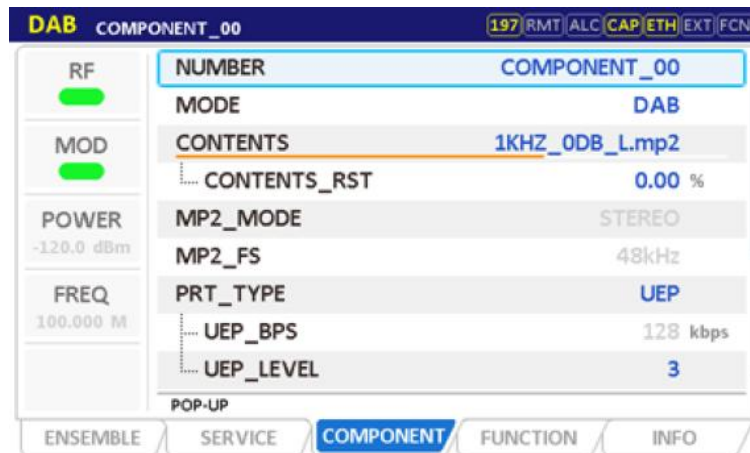 DAB COMPONENT_00 197 RMT ALC CAP ETH EXT FCN
RF
MOD
POWER
-120.0 dBm
FREQ
100.000 M
NUMBER COMPONENT_00
MODE DAB
CONTENTS 1KHZ_0DB_L.mp2
CONTENTS_RST 0.00 %
MP2_MODE STEREO
MP2_FS 48kHz
PRT_TYPE UEP
UEP_BPS 128 kbps
UEP_LEVEL 3
POP-UP
ENSEMBLE SERVICE COMPONENT FUNCTION INFO